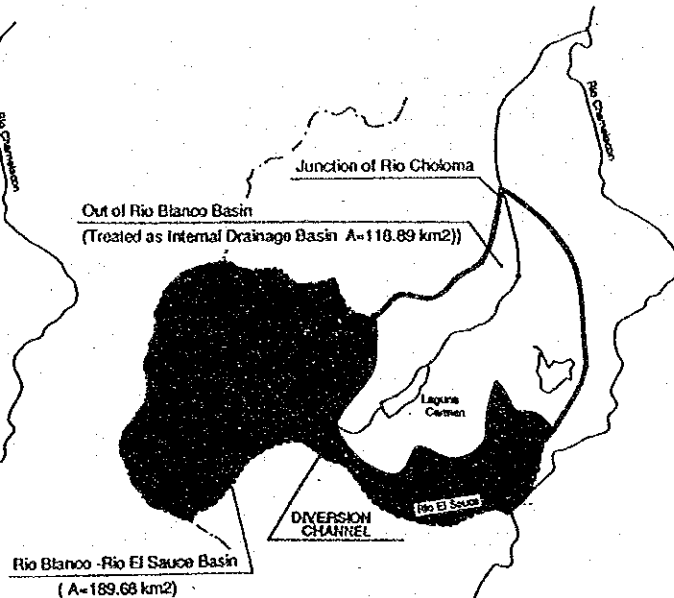 Rio Chamelecon
Rio Chamelecon
Junction of Rio Choloma
Out of Rio Blanco Basin
(Treated as Internal Drainage Basin A=118.89 km2))
Laguna
Carmen
Rio El Sauce
DIVERSION
CHANNEL
Rio Blanco -Rio El Sauce Basin
( A=189.68 km2)